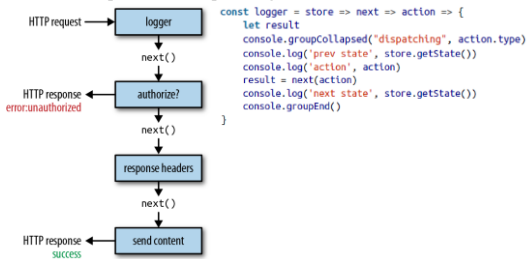 HTTP request
logger
next()
HTTP response
error:unauthorized
authorize?
next()
response headers
next()
HTTP response
success
send content
const logger = store => next => action => {
let result
console.groupCollapsed("dispatching", action.type)
console.log('prev state', store.getState())
console.log('action', action)
result = next(action)
console.log('next state', store.getState())
console.groupEnd()
}